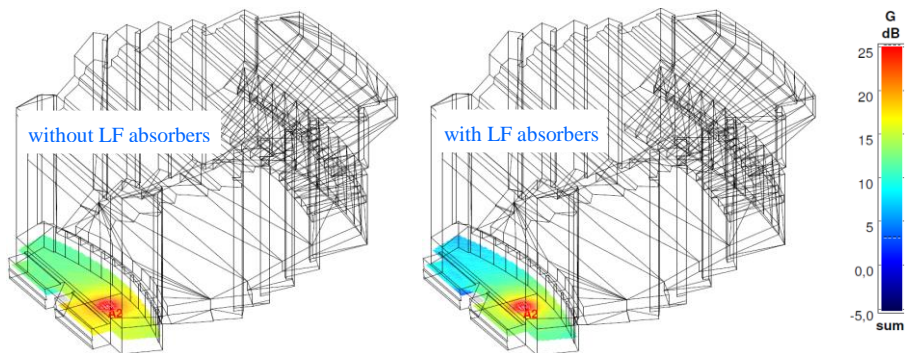 without LF absorbers
A2
with LF absorbers
A2
G
dB
25
20
15
10
5
0,0
-5,0
sum